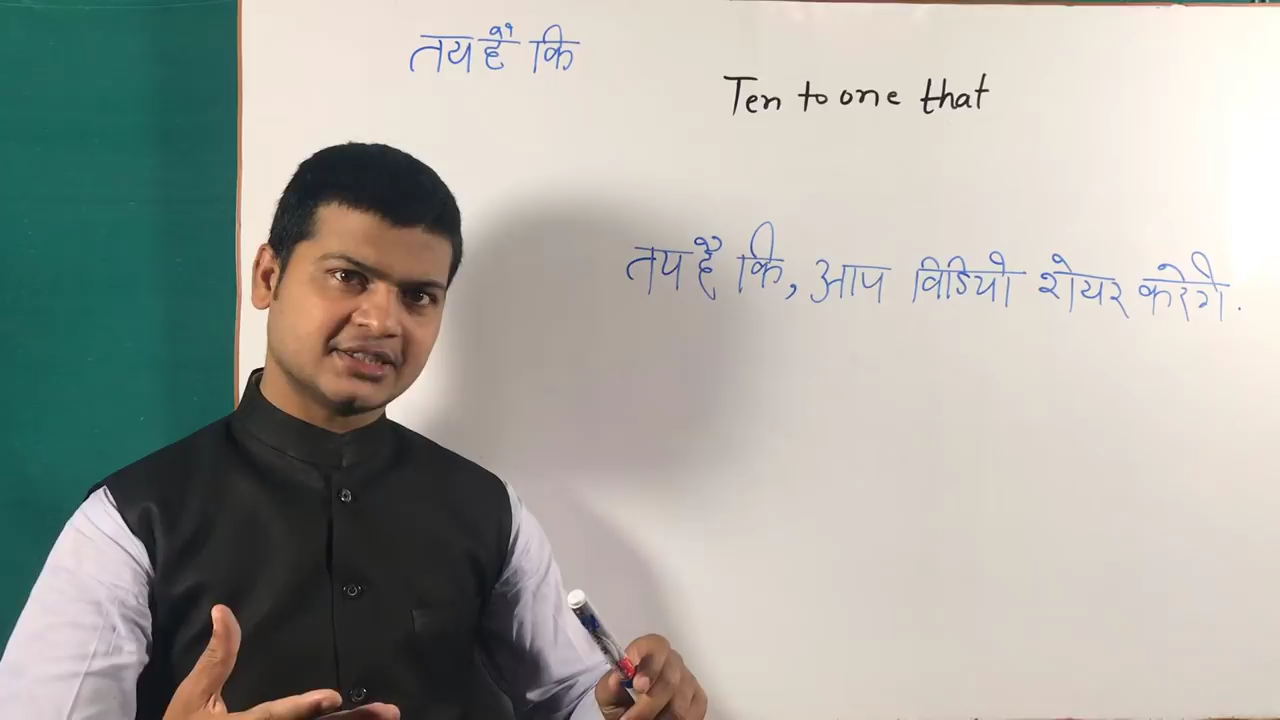 तय है कि
Ten to one that
तय है कि, आप विडियो शेयर करेगे.